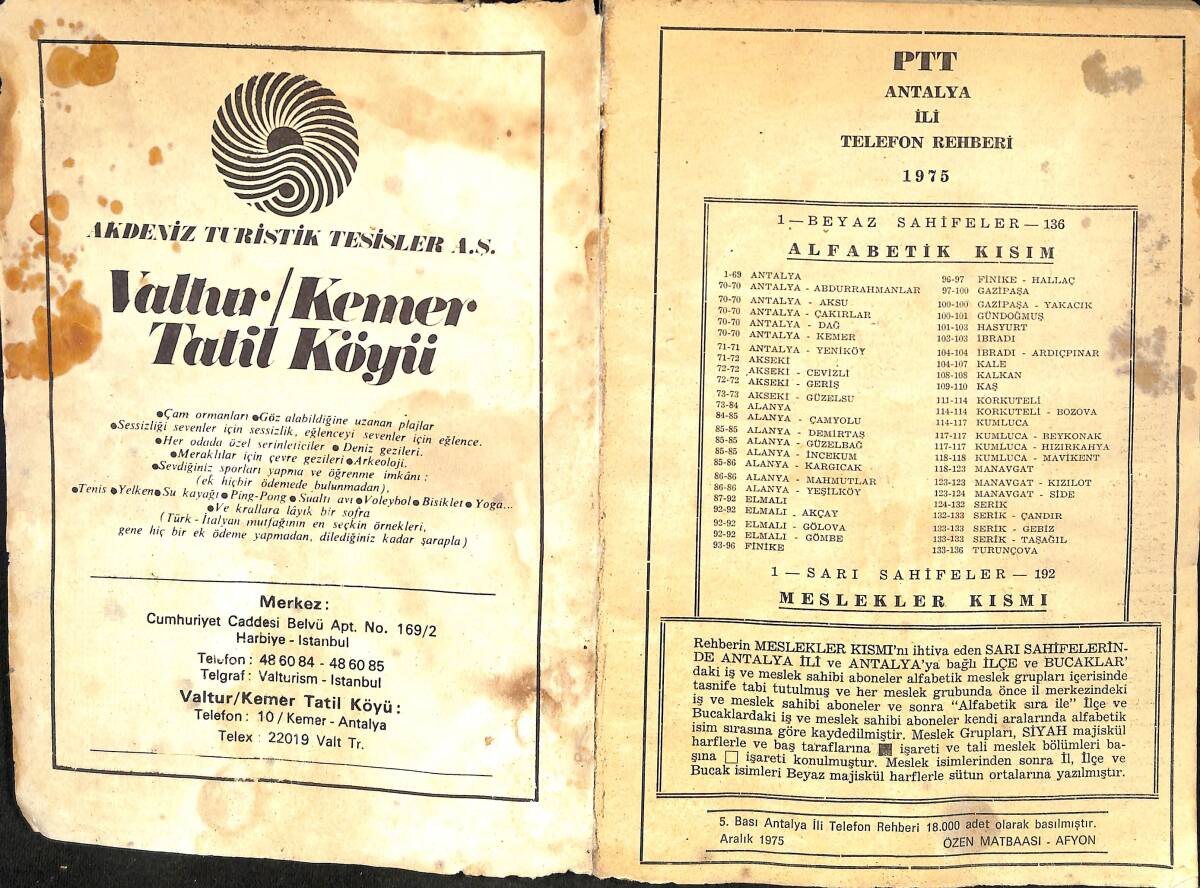 AKDENİZ TURİSTİK TESİSLER A.Ş.
Valtur/Kemer
Tatil Köyü
●Çam ormanları ●Göz alabildiğine uzanan plajlar
●Sessizliği sevenler için sessizlik, eğlenceyi sevenler için eğlence.
●Her odada özel serinleticiler ● Deniz gezileri.
●Meraklılar için çevre gezileri ●Arkeoloji.
●Sevdiğiniz sporları yapma ve öğrenme imkânı :
(ek hiçbir ödemede bulunmadan).
●Tenis ●Yelken●Su kayağı● Ping-Pong● Sualtı avı ●Voleybol● Bisiklet● Yoga...
●Ve krallara lâyık bir sofra
(Türk - İtalyan mutfağının en seçkin örnekleri,
gene hiç bir ek ödeme yapmadan, dilediğiniz kadar şarapla)
Merkez :
Cumhuriyet Caddesi Belvü Apt. No. 169/2
Harbiye - Istanbul
Telefon : 48 60 84 - 48 60 85
Telgraf : Valturism - Istanbul
Valtur/Kemer Tatil Köyü :
Telefon : 10 / Kemer - Antalya
Telex : 22019 Valt Tr.
PTT
ANTALYA
İLİ
TELEFON REHBERİ
1975
1 — BEYAZ SAHİFELER — 136
ALFABETİK KISIM
1-69 ANTALYA
70-70 ANTALYA - ABDURRAHMANLAR
70-70 ANTALYA - AKSU
70-70 ANTALYA - ÇAKIRLAR
70-70 ANTALYA - DAĞ
70-70 ANTALYA - KEMER
71-71 ANTALYA - YENİKÖY
71-72 AKSEKİ
72-72 AKSEKİ - CEVİZLİ
72-72 AKSEKİ - GERİŞ
73-73 AKSEKİ - GÜZELSU
73-84 ALANYA
84-85 ALANYA - ÇAMYOLU
85-85 ALANYA - DEMİRTAŞ
85-85 ALANYA - GÜZELBAĞ
85-85 ALANYA - İNCEKUM
85-86 ALANYA - KARGICAK
86-86 ALANYA - MAHMUTLAR
86-86 ALANYA - YEŞİLKÖY
87-92 ELMALI
92-92 ELMALI - AKÇAY
92-92 ELMALI - GÖLOVA
92-92 ELMALI - GÖMBE
93-96 FİNİKE
96-97 FİNİKE - HALLAÇ
97-100 GAZİPAŞA
100-100 GAZİPAŞA - YAKACIK
100-101 GÜNDOĞMUŞ
101-103 HASYURT
103-103 İBRADI
104-104 İBRADI - ARDIÇPINAR
104-107 KALE
108-108 KALKAN
109-110 KAŞ
111-114 KORKUTELİ
114-114 KORKUTELİ - BOZOVA
114-117 KUMLUCA
117-117 KUMLUCA - BEYKONAK
117-117 KUMLUCA - HIZIRKAHYA
118-118 KUMLUCA - MAVİKENT
118-123 MANAVGAT
123-123 MANAVGAT - KIZILOT
123-124 MANAVGAT - SİDE
124-132 SERİK
132-133 SERİK - ÇANDIR
133-133 SERİK - GEBİZ
133-133 SERİK - TAŞAĞIL
133-136 TURUNÇOVA
1 — SARI SAHİFELER — 192
MESLEKLER KISMI
Rehberin MESLEKLER KISMI'nı ihtiva eden SARI SAHİFELERİN-
DE ANTALYA İLİ ve ANTALYA'ya bağlı İLÇE ve BUCAKLAR'
daki iş ve meslek sahibi aboneler alfabetik meslek grupları içerisinde
tasnife tabi tutulmuş ve her meslek grubunda önce il merkezindeki
iş ve meslek sahibi aboneler ve sonra "Alfabetik sıra ile" İlçe ve
Bucaklardaki iş ve meslek sahibi aboneler kendi aralarında alfabetik
isim sırasına göre kaydedilmiştir. Meslek Grupları, SİYAH majiskül
harflerle ve baş taraflarına ■ işareti ve tali meslek bölümleri ba-
şına □ işareti konulmuştur. Meslek isimlerinden sonra İl, İlçe ve
Bucak isimleri Beyaz majiskül harflerle sütun ortalarına yazılmıştır.
5. Bası Antalya İli Telefon Rehberi 18.000 adet olarak basılmıştır.
Aralık 1975 ÖZEN MATBAASI - AFYON